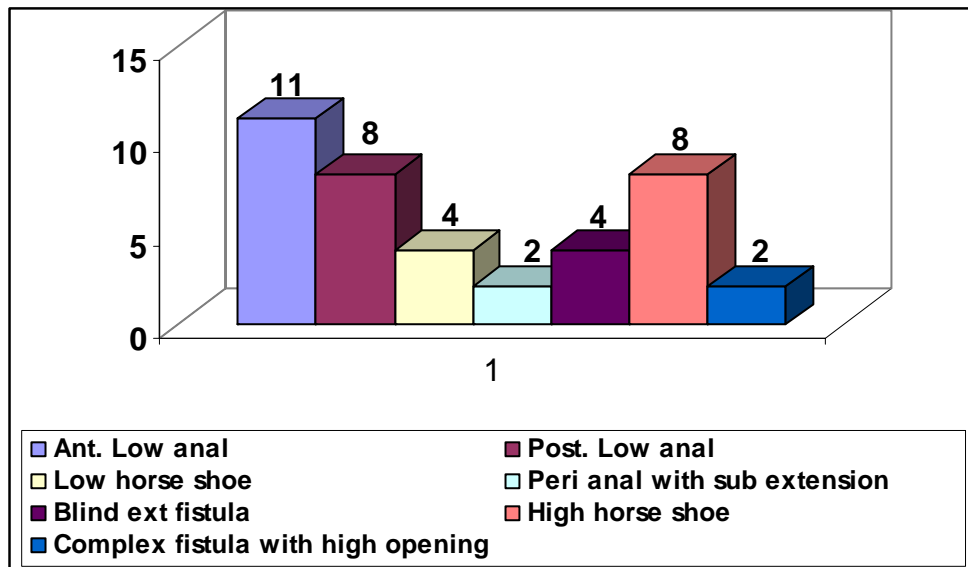 15
11
10
8
8
5
4
4
2
2
0
1
Ant. Low anal
Post. Low anal
Low horse shoe
Peri anal with sub extension
Blind ext fistula
High horse shoe
Complex fistula with high opening